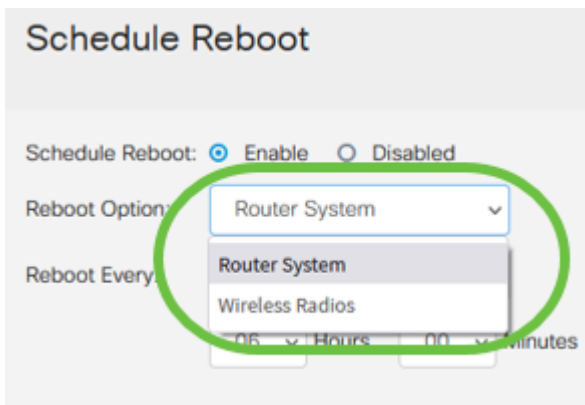 Schedule Reboot
Schedule Reboot: Enable Disabled
Reboot Option: Router System
Router System
Reboot Every:
Wireless Radios
06 Hours 00 Minutes